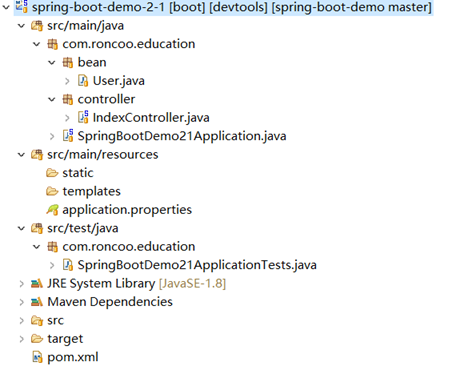 spring-boot-demo-2-1 [boot] [devtools] [spring-boot-demo master]
src/main/java
com.roncoo.education
bean
User.java
controller
IndexController.java
SpringBootDemo21Application.java
src/main/resources
static
templates
application.properties
src/test/java
com.roncoo.education
SpringBootDemo21ApplicationTests.java
JRE System Library [JavaSE-1.8]
Maven Dependencies
src
target
pom.xml